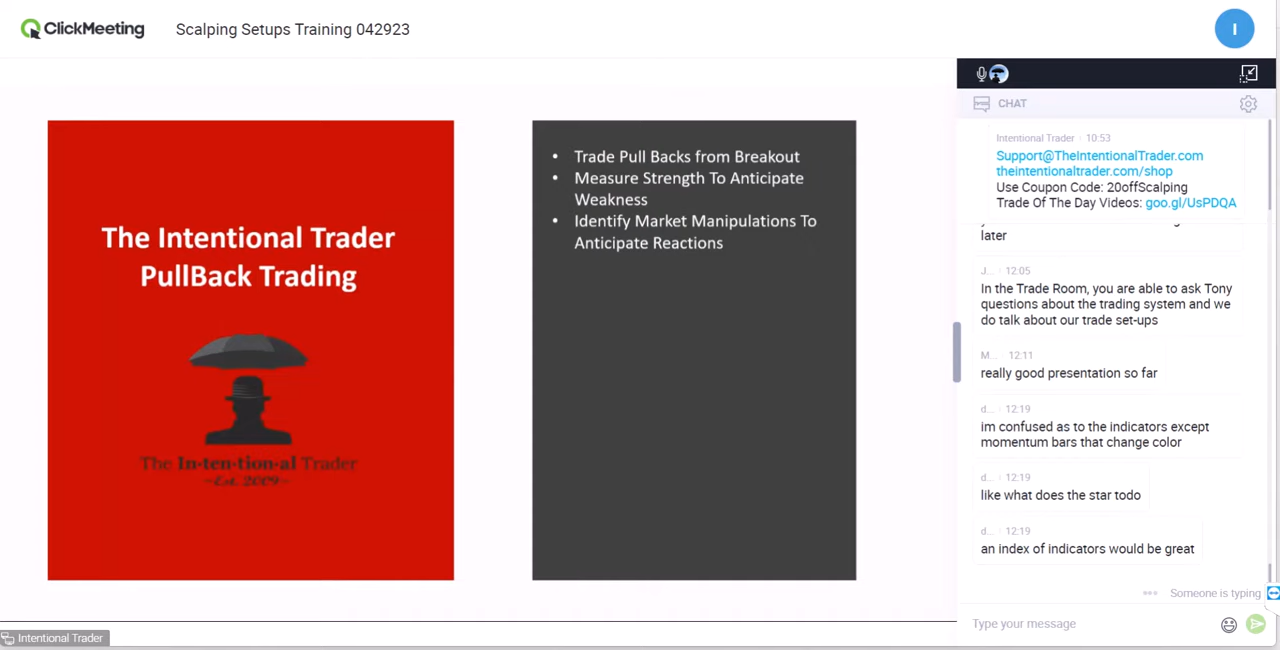 ClickMeeting
Scalping Setups Training 042923
I
The Intentional Trader
PullBack Trading
The In·ten·tion·al Trader
~Est. 2009~
• Trade Pull Backs from Breakout
• Measure Strength To Anticipate
Weakness
• Identify Market Manipulations To
Anticipate Reactions
Intentional Trader
CHAT
Intentional Trader 10:53
Support@TheIntentionalTrader.com
theintentionaltrader.com/shop
Use Coupon Code: 20offScalping
Trade Of The Day Videos: goo.gl/UsPDQA
later
J... 12:05
In the Trade Room, you are able to ask Tony
questions about the trading system and we
do talk about our trade set-ups
M... 12:11
really good presentation so far
d... 12:19
im confused as to the indicators except
momentum bars that change color
d... 12:19
like what does the star todo
d... 12:19
an index of indicators would be great
Someone is typing
Type your message